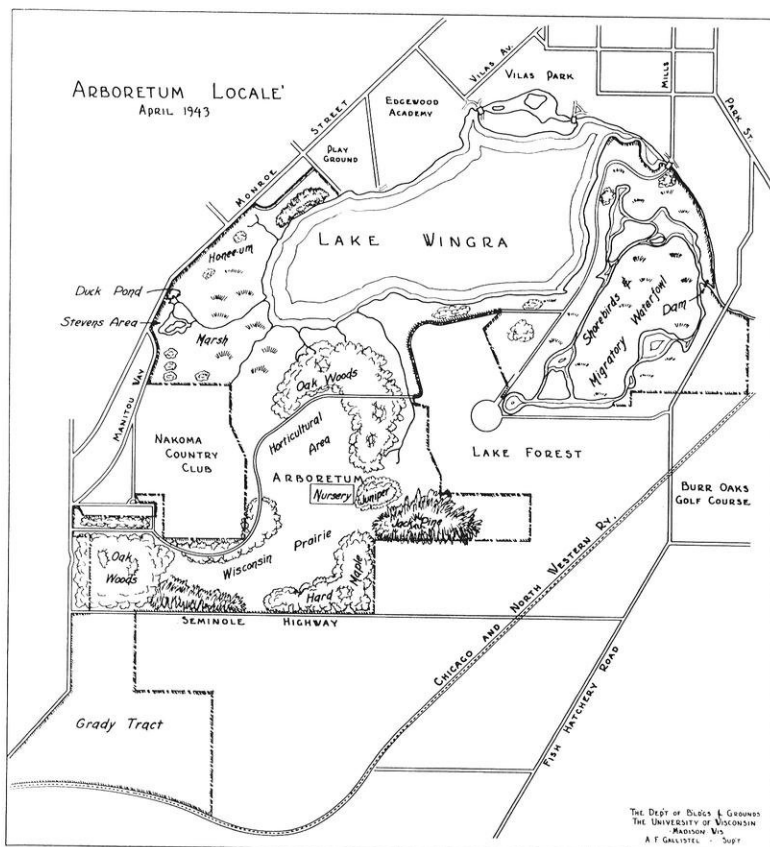 ARBORETUM LOCALE'
APRIL 1943
MONROE STREET
PLAY
GROUND
EDGEWOOD
ACADEMY
VILAS AV.
VILAS PARK
MILLS
PARK ST.
LAKE WINGRA
Honee-um
Duck Pond
Stevens Area
Marsh
MANITOU WAY
NAKOMA
COUNTRY
CLUB
Oak Woods
Horticultural
Area
ARBORETUM
Nursery
Juniper
Jack Pine
Shorebirds &
Migratory Waterfowl
Dam
LAKE FOREST
BURR OAKS
GOLF COURSE
Oak
Woods
Wisconsin Prairie
Hard Maple
SEMINOLE HIGHWAY
CHICAGO AND NORTH WESTERN RY.
FISH HATCHERY ROAD
Grady Tract
THE DEP'T OF BLDGS & GROUNDS
THE UNIVERSITY OF WISCONSIN
-MADISON-WIS
A F GALLISTEL - SUP'T